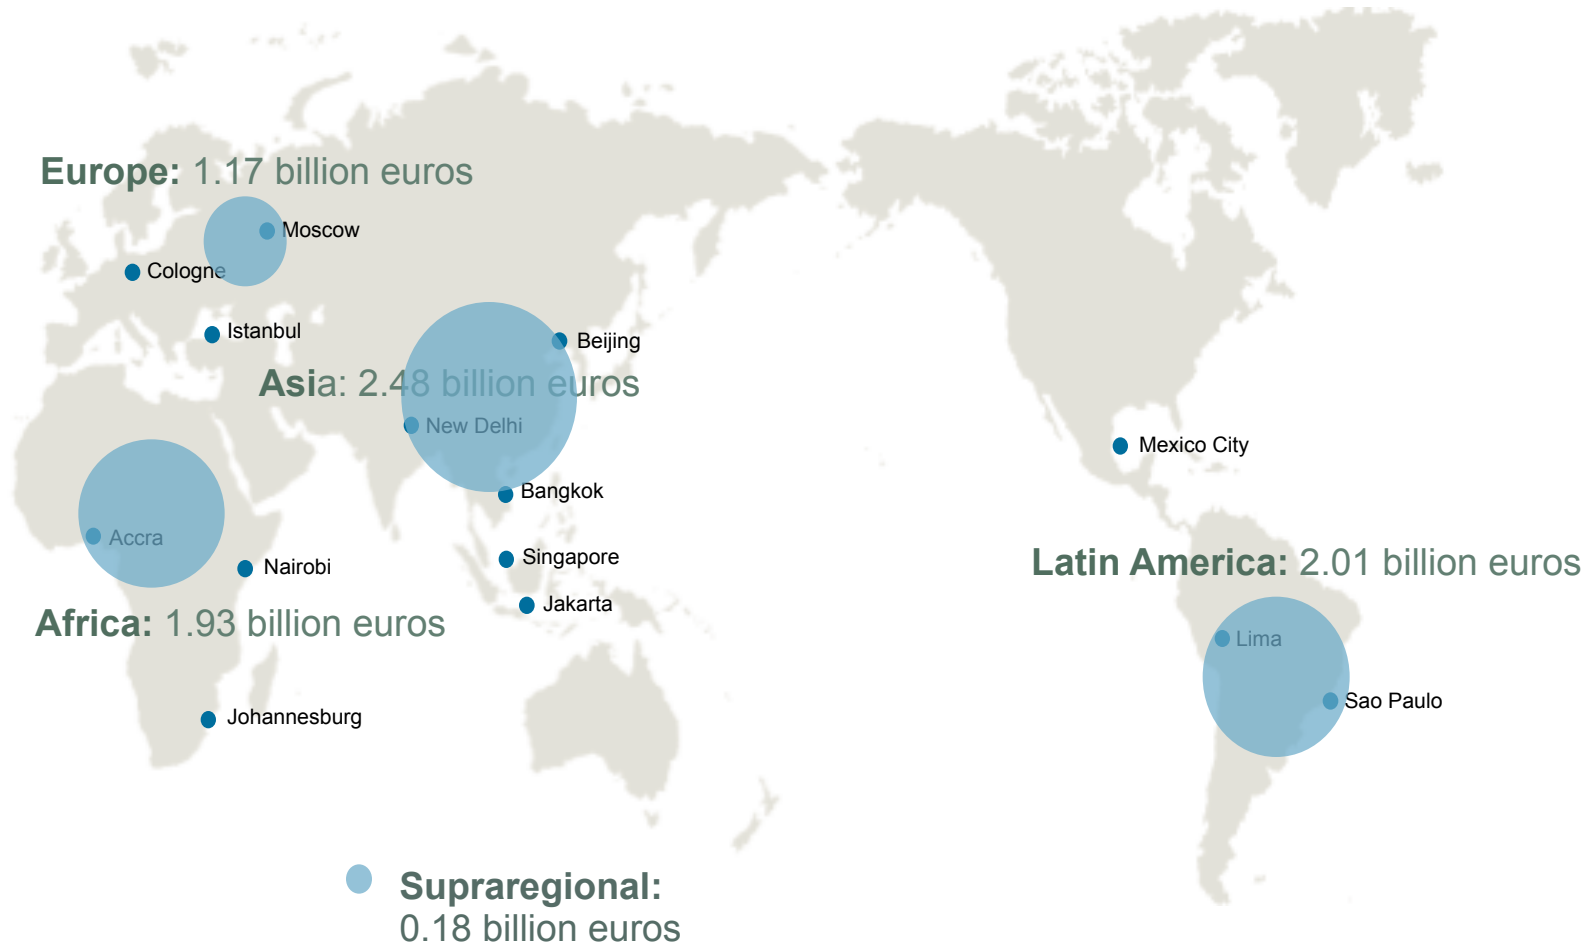 Europe: 1.17 billion euros
Moscow
Cologne
Istanbul
Beijing
Asia: 2.48 billion euros
New Delhi
Mexico City
Bangkok
Accra
Singapore
Latin America: 2.01 billion euros
Nairobi
Jakarta
Africa: 1.93 billion euros
Lima
Sao Paulo
Johannesburg
Supraregional:
0.18 billion euros